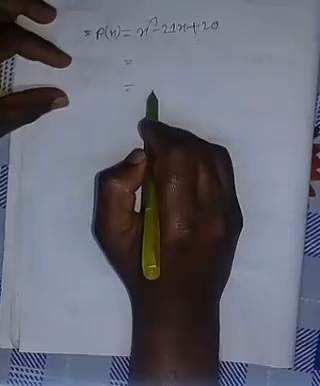 = P(x) = x² - 21x + 20
=
=